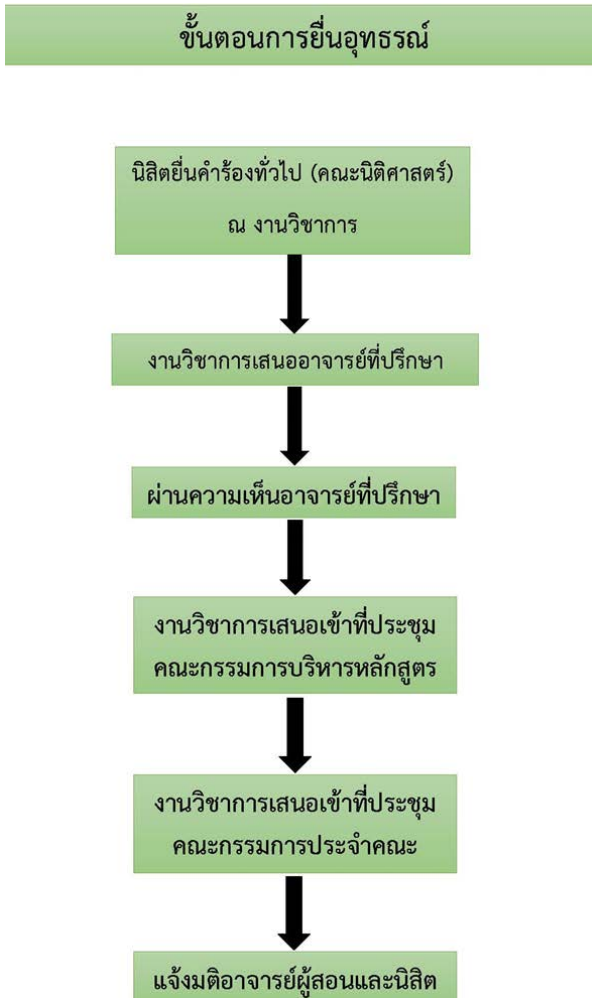 ขั้นตอนการยื่นอุทธรณ์
นิสิตยื่นคำร้องทั่วไป (คณะนิติศาสตร์)
ณ งานวิชาการ
งานวิชาการเสนออาจารย์ที่ปรึกษา
ผ่านความเห็นอาจารย์ที่ปรึกษา
งานวิชาการเสนอเข้าที่ประชุม
คณะกรรมการบริหารหลักสูตร
งานวิชาการเสนอเข้าที่ประชุม
คณะกรรมการประจำคณะ
แจ้งมติอาจารย์ผู้สอนและนิสิต